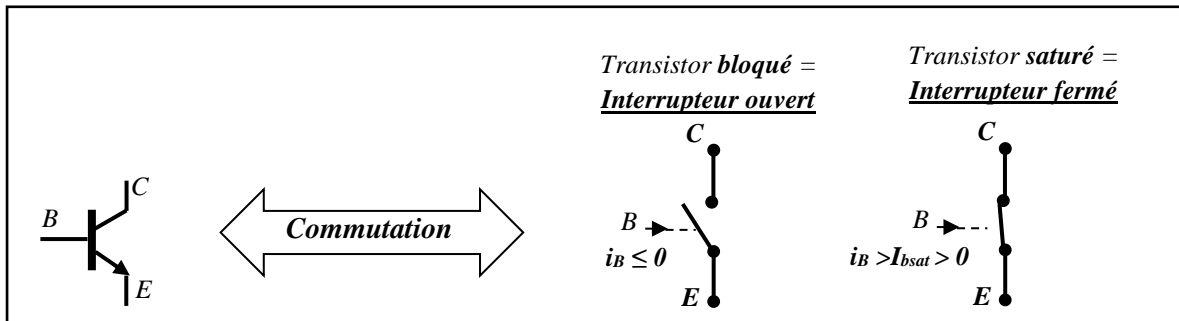 Transistor bloqué =
Interrupteur ouvert
Transistor saturé =
Interrupteur fermé
C
C
C
B
Commutation
B
iB ≤ 0
B
iB >Ibsat > 0
E
E
E